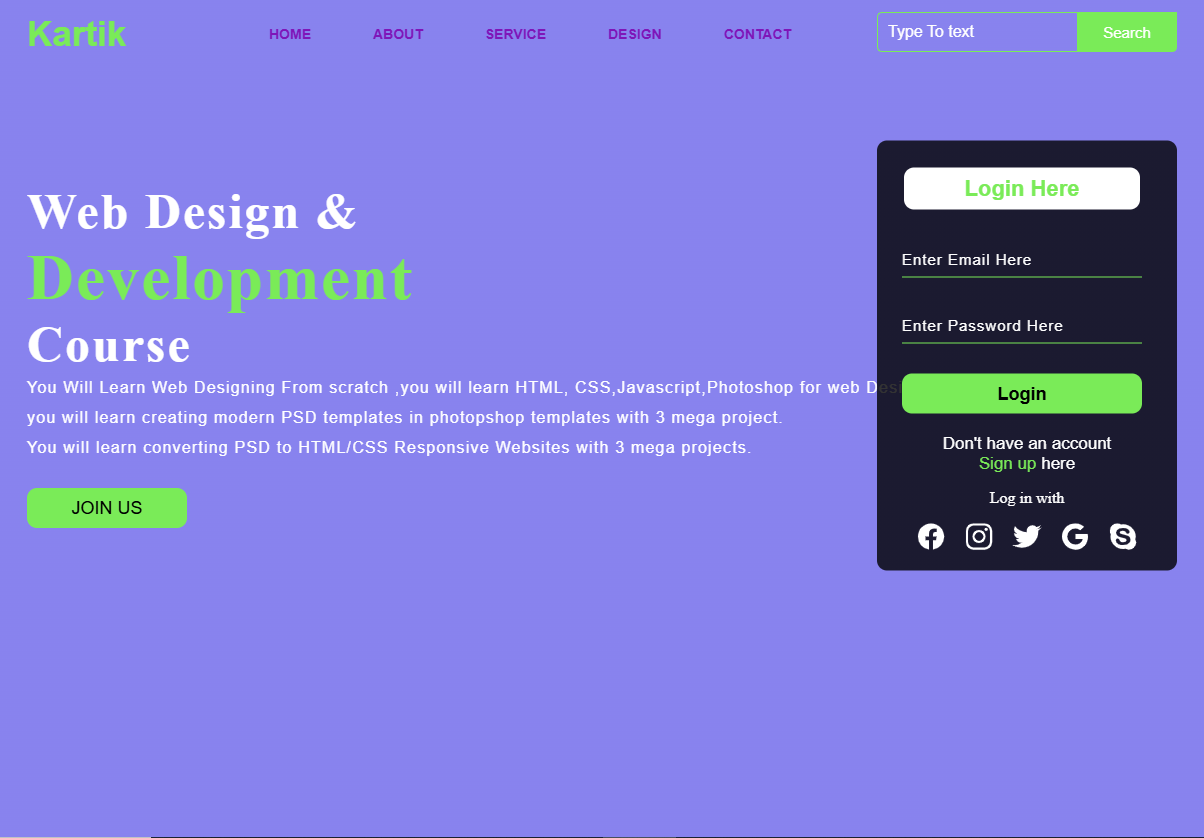 Kartik
HOME ABOUT SERVICE DESIGN CONTACT
Type To text Search
Web Design &
Development
Course
You Will Learn Web Designing From scratch ,you will learn HTML, CSS,Javascript,Photoshop for web
you will learn creating modern PSD templates in photopshop templates with 3 mega project.
You will learn converting PSD to HTML/CSS Responsive Websites with 3 mega projects.
JOIN US
Login Here
Enter Email Here
Enter Password Here
Login
Don't have an account
Sign up here
Log in with